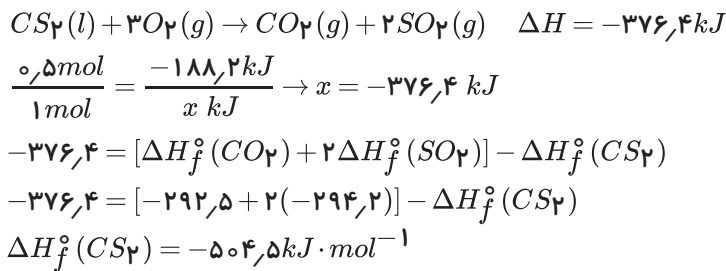 CS۲(l) + ۳O۲(g) → CO۲(g) + ۲SO۲(g) ΔH = −۳۷۶٫۴kJ
۰٫۵mol / ۱mol = −۱۸۸٫۲kJ / x kJ → x = −۳۷۶٫۴ kJ
−۳۷۶٫۴ = [ΔH°f(CO۲) + ۲ΔH°f(SO۲)] − ΔH°f(CS۲)
−۳۷۶٫۴ = [−۲۹۲٫۵ + ۲(−۲۹۴٫۲)] − ΔH°f(CS۲)
ΔH°f(CS۲) = −۵۰۴٫۵kJ·mol⁻¹